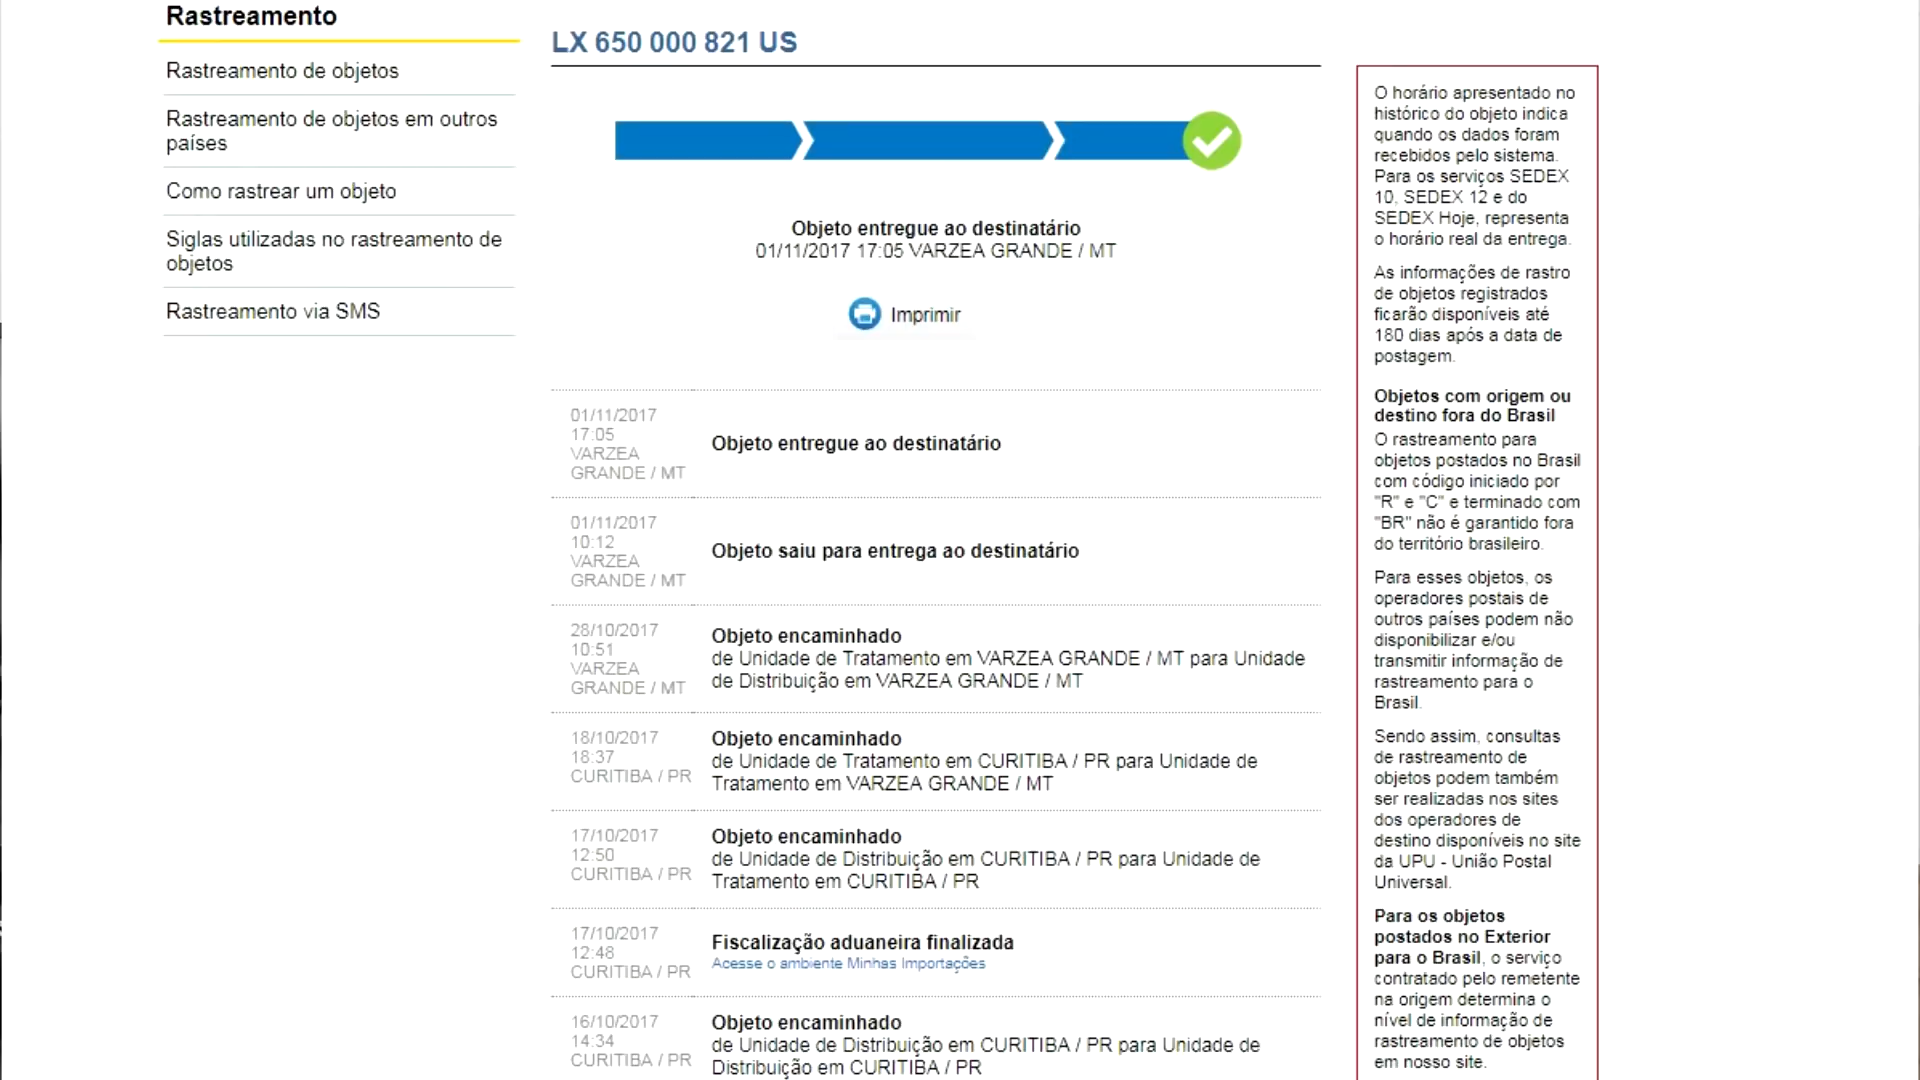 Rastreamento
Rastreamento de objetos
Rastreamento de objetos em outros
países
Como rastrear um objeto
Siglas utilizadas no rastreamento de
objetos
Rastreamento via SMS
LX 650 000 821 US
Objeto entregue ao destinatário
01/11/2017 17:05 VARZEA GRANDE / MT
Imprimir
01/11/2017
17:05
VARZEA
GRANDE / MT
Objeto entregue ao destinatário
01/11/2017
10:12
VARZEA
GRANDE / MT
Objeto saiu para entrega ao destinatário
28/10/2017
10:51
VARZEA
GRANDE / MT
Objeto encaminhado
de Unidade de Tratamento em VARZEA GRANDE / MT para Unidade
de Distribuição em VARZEA GRANDE / MT
18/10/2017
18:37
CURITIBA / PR
Objeto encaminhado
de Unidade de Tratamento em CURITIBA / PR para Unidade de
Tratamento em VARZEA GRANDE / MT
17/10/2017
12:50
CURITIBA / PR
Objeto encaminhado
de Unidade de Distribuição em CURITIBA / PR para Unidade de
Tratamento em CURITIBA / PR
17/10/2017
12:48
CURITIBA / PR
Fiscalização aduaneira finalizada
Acesse o ambiente Minhas Importações
16/10/2017
14:34
CURITIBA / PR
Objeto encaminhado
de Unidade de Distribuição em CURITIBA / PR para Unidade de
Distribuição em CURITIBA / PR
O horário apresentado no
histórico do objeto indica
quando os dados foram
recebidos pelo sistema.
Para os serviços SEDEX
10, SEDEX 12 e do
SEDEX Hoje, representa
o horário real da entrega.
As informações de rastro
de objetos registrados
ficarão disponíveis até
180 dias após a data de
postagem.
Objetos com origem ou
destino fora do Brasil
O rastreamento para
objetos postados no Brasil
com código iniciado por
"R" e "C" e terminado com
"BR" não é garantido fora
do território brasileiro.
Para esses objetos, os
operadores postais de
outros países podem não
disponibilizar e/ou
transmitir informação de
rastreamento para o
Brasil.
Sendo assim, consultas
de rastreamento de
objetos podem também
ser realizadas nos sites
dos operadores de
destino disponíveis no site
da UPU - União Postal
Universal.
Para os objetos
postados no Exterior
para o Brasil, o serviço
contratado pelo remetente
na origem determina o
nível de informação de
rastreamento de objetos
em nosso site.